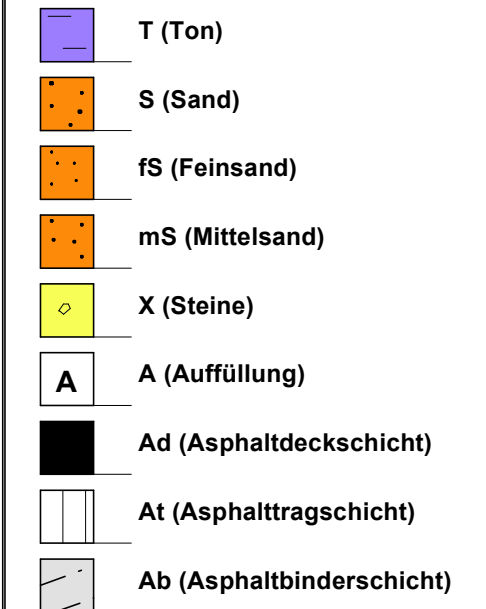 T (Ton)
S (Sand)
fS (Feinsand)
mS (Mittelsand)
X (Steine)
A A (Auffüllung)
Ad (Asphaltdeckschicht)
At (Asphalttragschicht)
Ab (Asphaltbinderschicht)